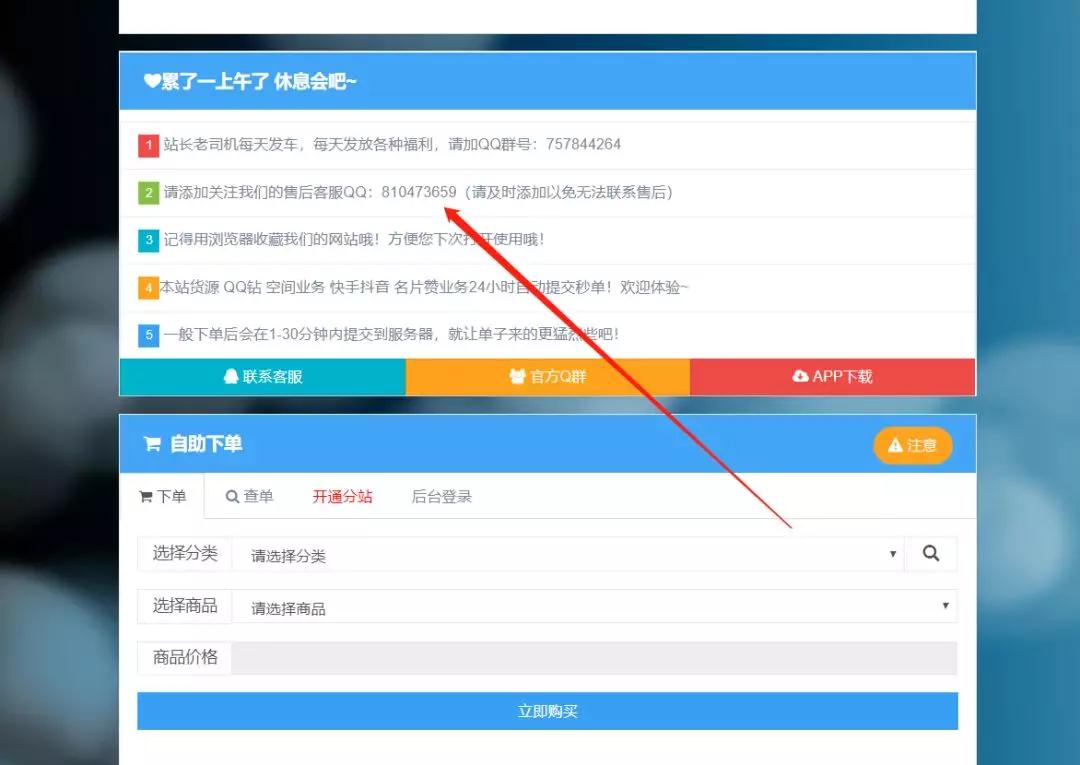 累了一上午了 休息会吧~
1 站长老司机每天发车，每天发放各种福利，请加QQ群号：757844264
2 请添加关注我们的售后客服QQ：810473659（请及时添加以免无法联系售后）
3 记得用浏览器收藏我们的网站哦！方便您下次打开使用哦！
4 本站货源 QQ钻 空间业务 快手抖音 名片赞业务24小时自动提交秒单！欢迎体验~
5 一般下单后会在1-30分钟内提交到服务器，就让单子来的更猛烈些吧！
联系客服 官方Q群 APP下载
自助下单 注意
下单 查单 开通分站 后台登录
选择分类 请选择分类
选择商品 请选择商品
商品价格
立即购买